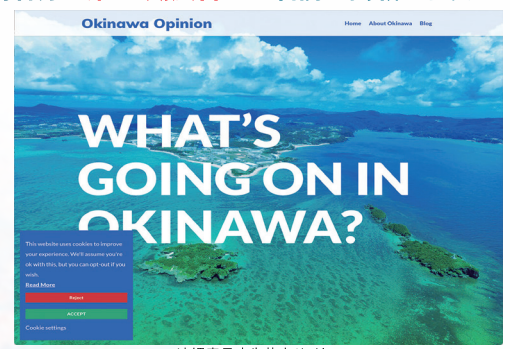 Okinawa Opinion
Home About Okinawa Blog
WHAT'S
GOING ON IN
OKINAWA?
This website uses cookies to improve
your experience. We'll assume you're
ok with this, but you can opt-out if you
wish.
Read More
Reject
ACCEPT
Cookie settings